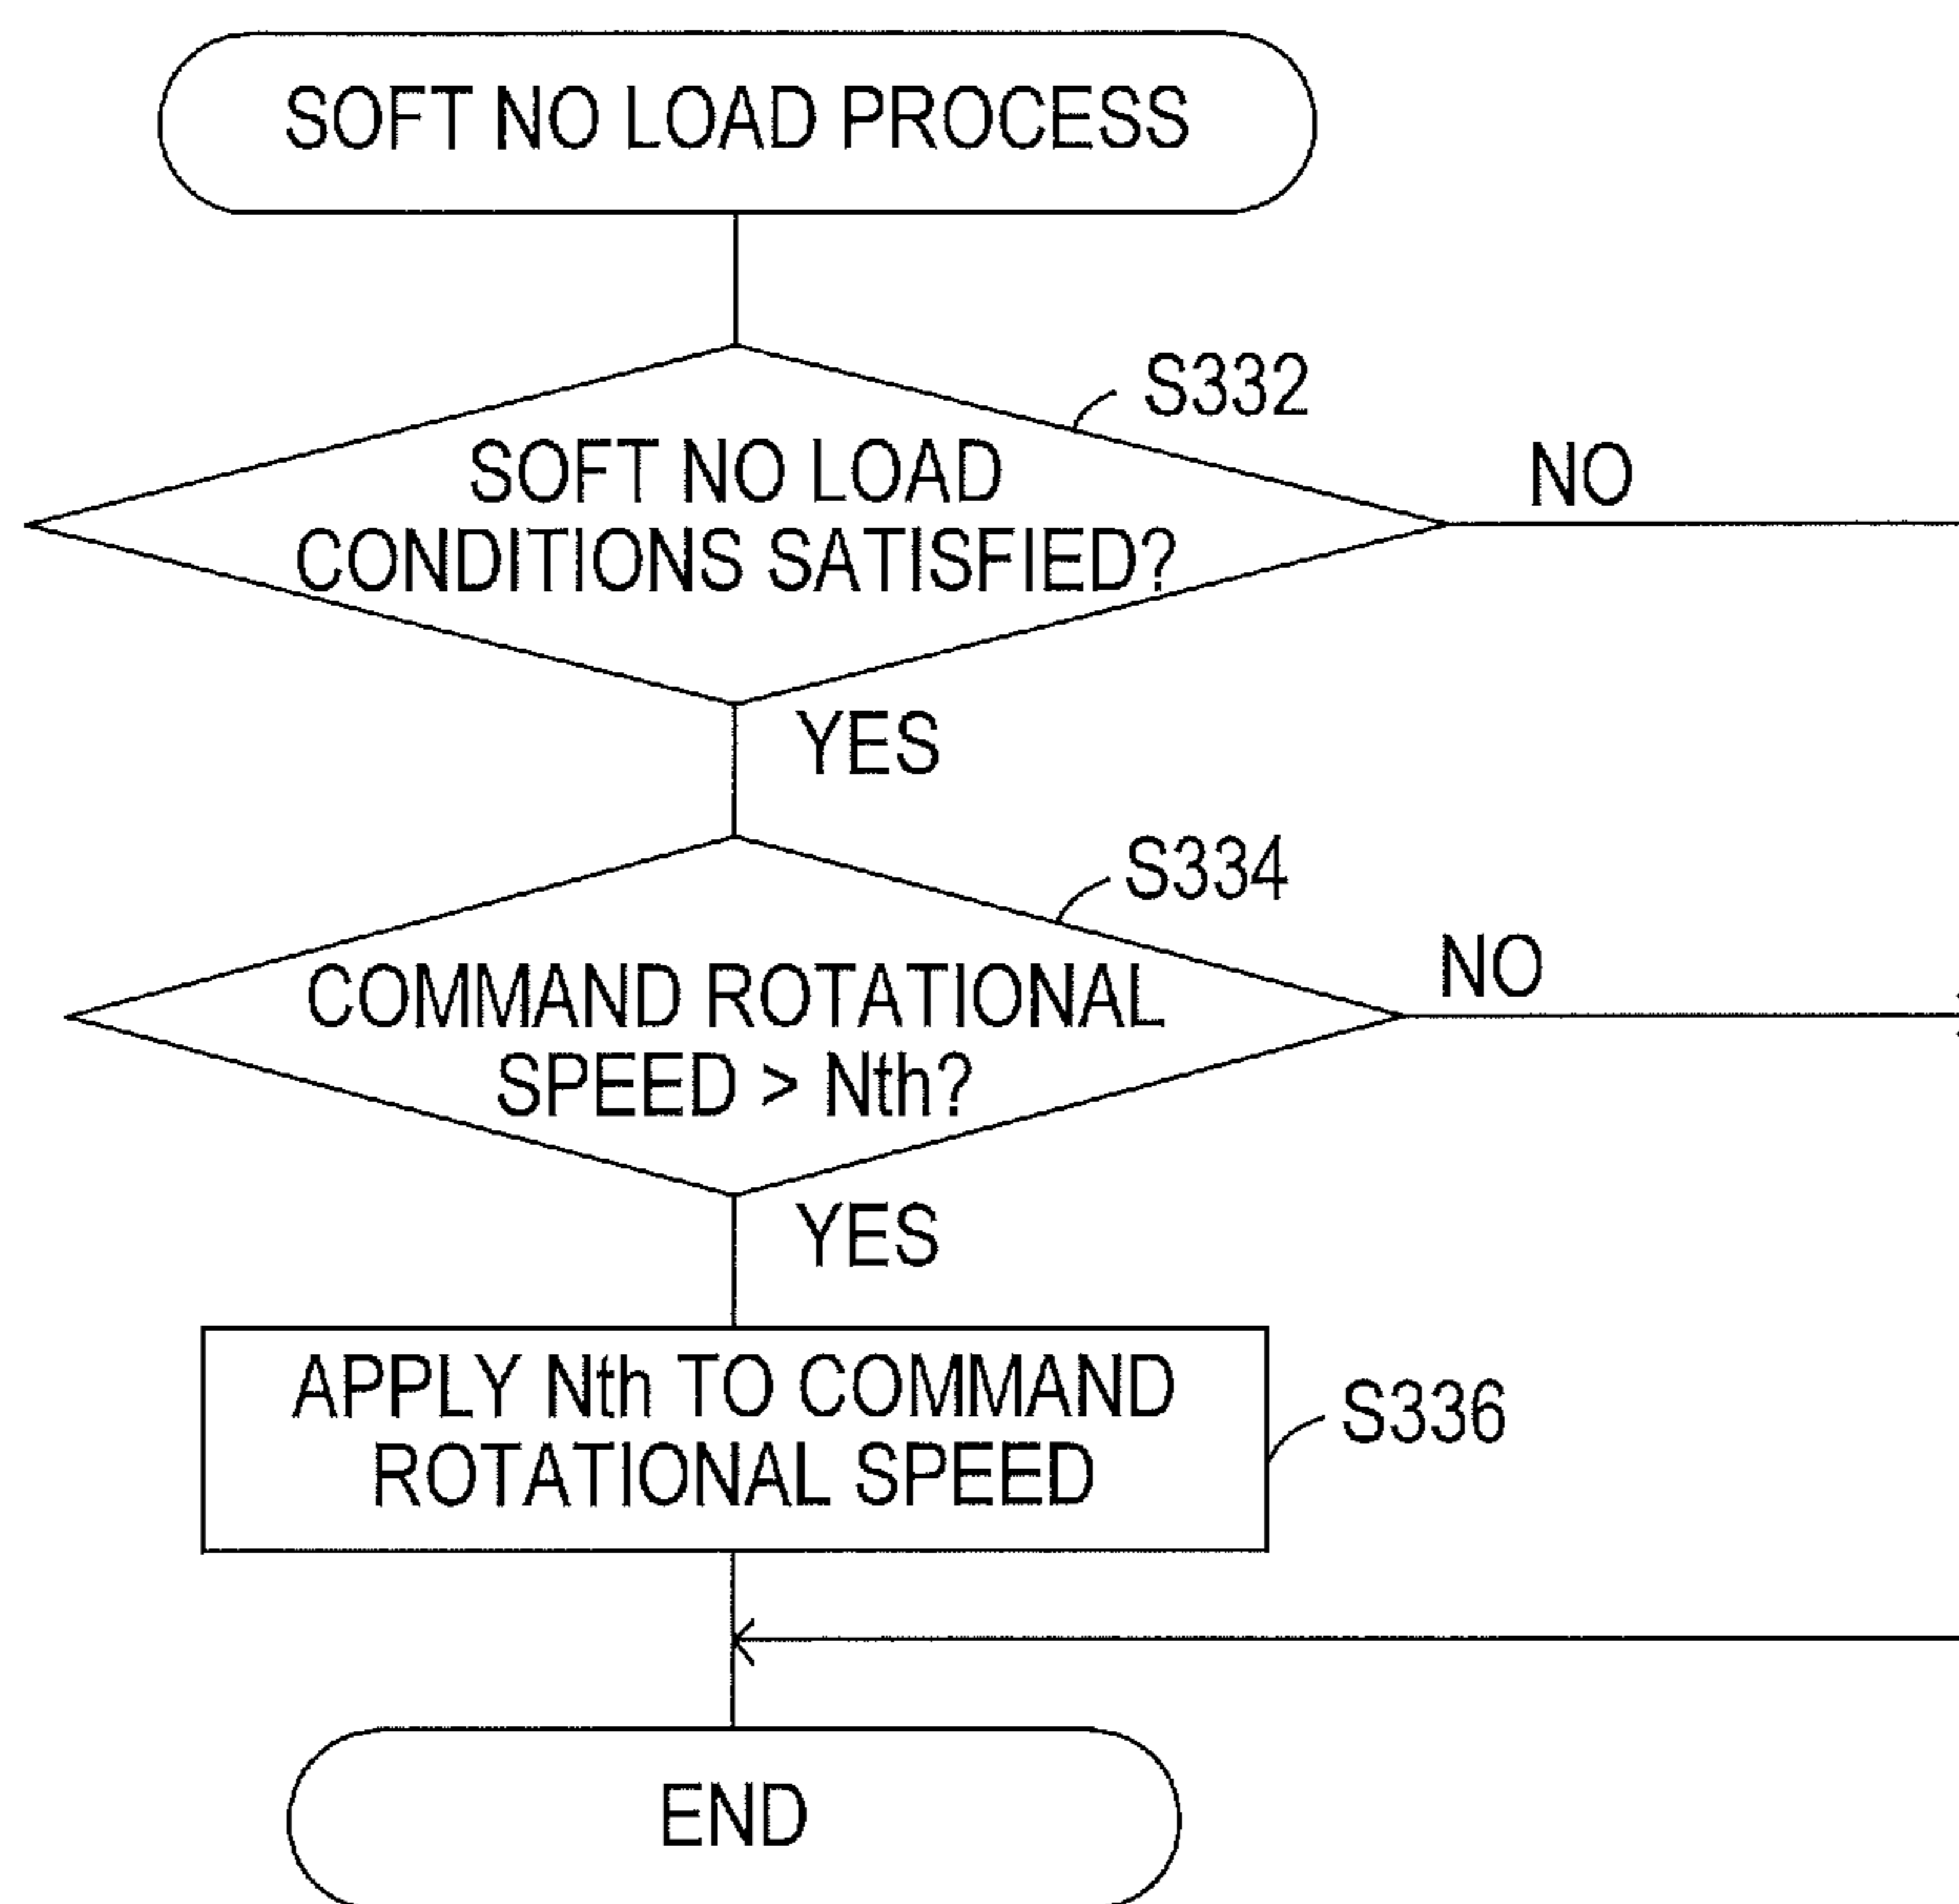 SOFT NO LOAD PROCESS
S332
SOFT NO LOAD
CONDITIONS SATISFIED?
NO
YES
S334
COMMAND ROTATIONAL
SPEED > Nth?
NO
YES
APPLY Nth TO COMMAND
ROTATIONAL SPEED
S336
END